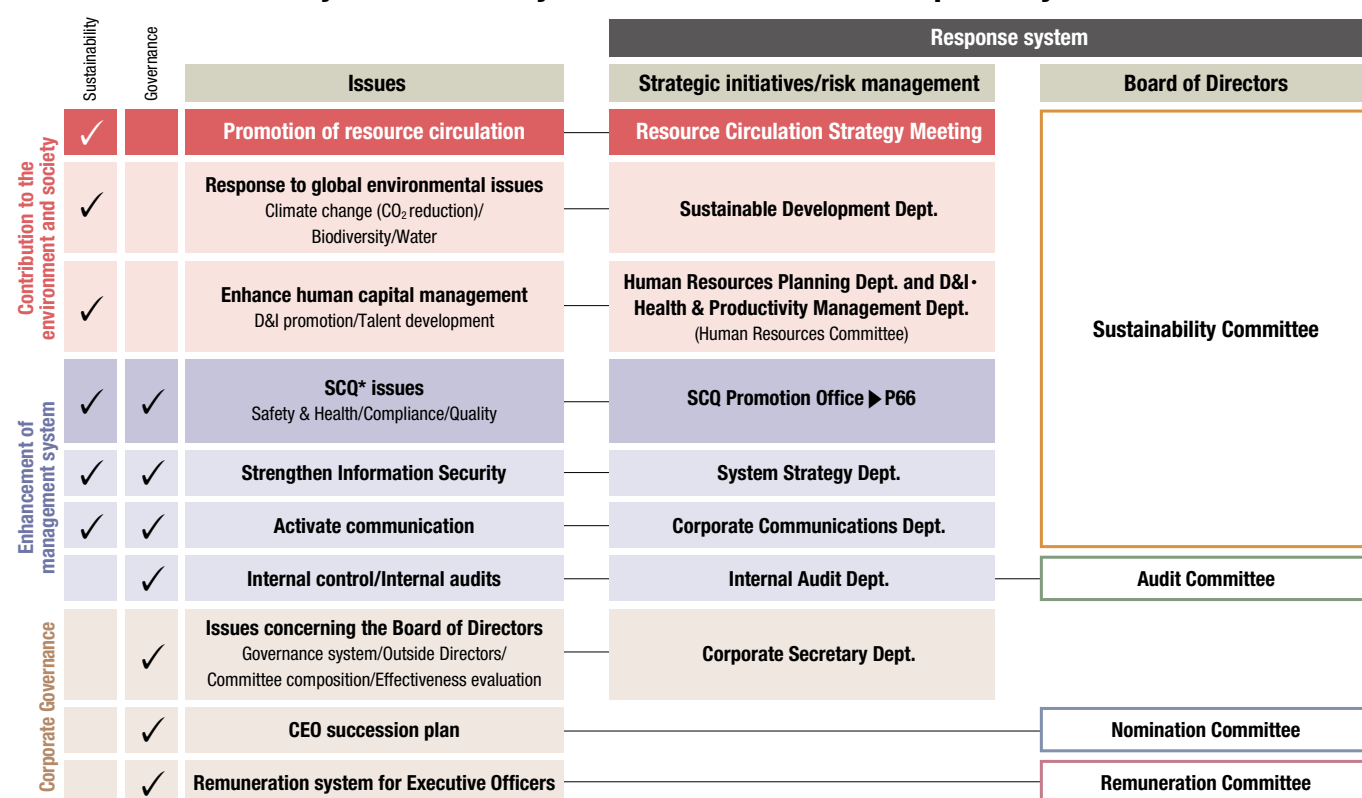 Sustainability
Governance
Response system
Issues
Strategic initiatives/risk management
Board of Directors
Contribution to the
environment and society
✓
Promotion of resource circulation
Resource Circulation Strategy Meeting
✓
Response to global environmental issues
Climate change (CO₂ reduction)/
Biodiversity/Water
Sustainable Development Dept.
✓
Enhance human capital management
D&I promotion/Talent development
Human Resources Planning Dept. and D&I・
Health & Productivity Management Dept.
(Human Resources Committee)
Sustainability Committee
Enhancement of
management system
✓ ✓
SCQ* issues
Safety & Health/Compliance/Quality
SCQ Promotion Office ▶P66
✓ ✓
Strengthen Information Security
System Strategy Dept.
✓ ✓
Activate communication
Corporate Communications Dept.
✓
Internal control/Internal audits
Internal Audit Dept.
Audit Committee
Corporate Governance
✓
Issues concerning the Board of Directors
Governance system/Outside Directors/
Committee composition/Effectiveness evaluation
Corporate Secretary Dept.
✓
CEO succession plan
Nomination Committee
✓
Remuneration system for Executive Officers
Remuneration Committee